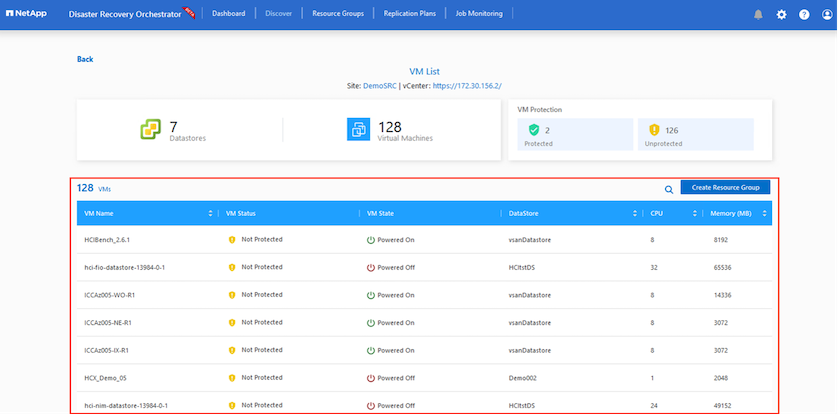 NetApp Disaster Recovery Orchestrator BETA Dashboard Discover Resource Groups Replication Plans Job Monitoring
Back
VM List
Site: DemoSRC | vCenter: https://172.30.156.2/
7 Datastores
128 Virtual Machines
VM Protection
2 Protected
126 Unprotected
128 VMs Create Resource Group
VM Name VM Status VM State DataStore CPU Memory (MB)
HCIBench_2.6.1 Not Protected Powered On vsanDatastore 8 8192
hci-fio-datastore-13984-0-1 Not Protected Powered Off HCItstDS 32 65536
ICCAz005-WO-R1 Not Protected Powered On vsanDatastore 8 14336
ICCAz005-NE-R1 Not Protected Powered On vsanDatastore 8 3072
ICCAz005-IX-R1 Not Protected Powered On vsanDatastore 8 3072
HCX_Demo_05 Not Protected Powered Off Demo002 1 2048
hci-nim-datastore-13984-0-1 Not Protected Powered Off HCItstDS 24 49152